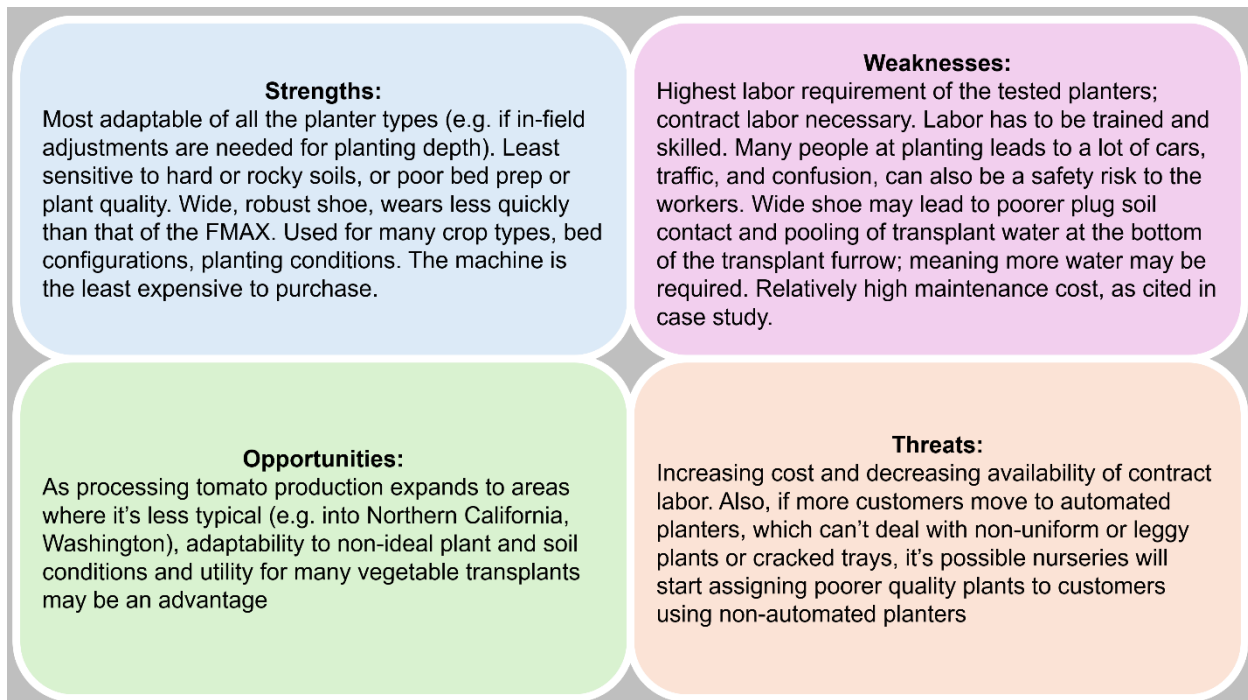 Strengths:
Most adaptable of all the planter types (e.g. if in-field
adjustments are needed for planting depth). Least
sensitive to hard or rocky soils, or poor bed prep or
plant quality. Wide, robust shoe, wears less quickly
than that of the FMAX. Used for many crop types, bed
configurations, planting conditions. The machine is
the least expensive to purchase.
Weaknesses:
Highest labor requirement of the tested planters;
contract labor necessary. Labor has to be trained and
skilled. Many people at planting leads to a lot of cars,
traffic, and confusion, can also be a safety risk to the
workers. Wide shoe may lead to poorer plug soil
contact and pooling of transplant water at the bottom
of the transplant furrow; meaning more water may be
required. Relatively high maintenance cost, as cited in
case study.
Opportunities:
As processing tomato production expands to areas
where it’s less typical (e.g. into Northern California,
Washington), adaptability to non-ideal plant and soil
conditions and utility for many vegetable transplants
may be an advantage
Threats:
Increasing cost and decreasing availability of contract
labor. Also, if more customers move to automated
planters, which can’t deal with non-uniform or leggy
plants or cracked trays, it’s possible nurseries will
start assigning poorer quality plants to customers
using non-automated planters